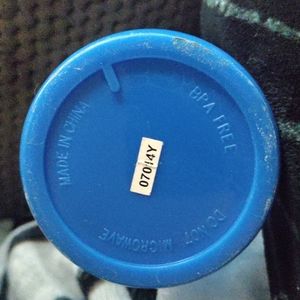 BPA FREE
DO NOT
MICROWAVE
MADE IN CHINA
07014Y